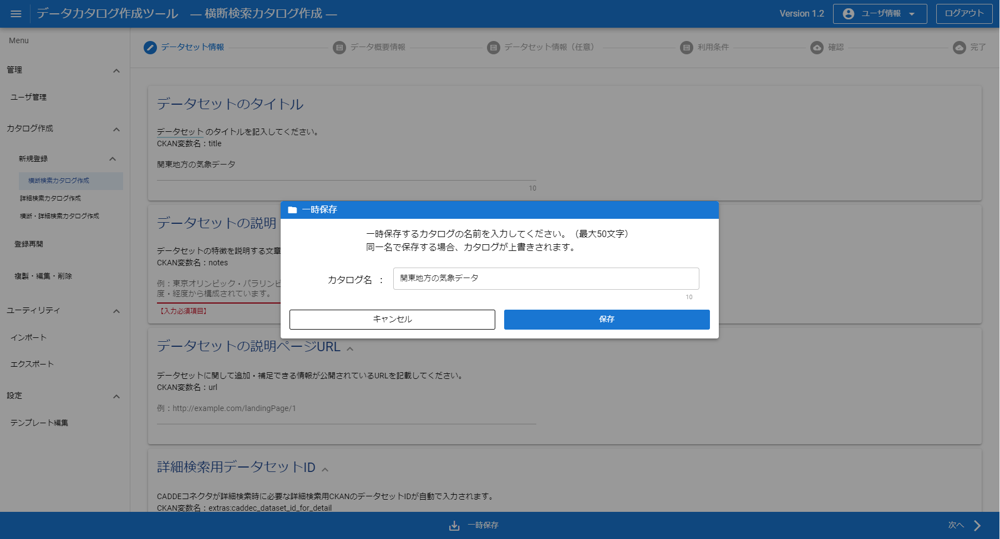 データカタログ作成ツール ― 横断検索カタログ作成 ―
Version 1.2
ユーザ情報
ログアウト
Menu
管理
ユーザ管理
カタログ作成
新規登録
横断検索カタログ作成
詳細検索カタログ作成
横断・詳細検索カタログ作成
登録再開
複製・編集・削除
ユーティリティ
インポート
エクスポート
設定
テンプレート編集
データセット情報
データ概要情報
データセット情報（任意）
利用条件
確認
完了
データセットのタイトル
データセット のタイトルを記入してください。
CKAN変数名：title
関東地方の気象データ
10
データセットの説明
データセットの特徴を説明する文章
CKAN変数名：notes
例：東京オリンピック・パラリンピ
度・経度から構成されています。
【入力必須項目】
一時保存
一時保存するカタログの名前を入力してください。（最大50文字）
同一名で保存する場合、カタログが上書きされます。
カタログ名 ：
関東地方の気象データ
10
キャンセル
保存
データセットの説明ページURL
データセットに関して追加・補足できる情報が公開されているURLを記載してください。
CKAN変数名：url
例：http://example.com/landingPage/1
詳細検索用データセットID
CADDEコネクタが詳細検索時に必要な詳細検索用CKANのデータセットIDが自動で入力されます。
CKAN変数名：extras:caddec_dataset_id_for_detail
一時保存
次へ